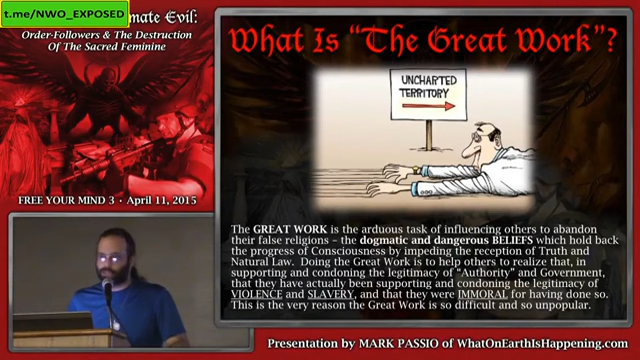 t.me/NWO_EXPOSED
mate Evil:
Order-Followers & The Destruction
Of The Sacred Feminine
FREE YOUR MIND 3 · April 11, 2015
What Is "The Great Work"?
UNCHARTED
TERRITORY
The GREAT WORK is the arduous task of influencing others to abandon
their false religions – the dogmatic and dangerous BELIEFS which hold back
the progress of Consciousness by impeding the reception of Truth and
Natural Law. Doing the Great Work is to help others to realize that, in
supporting and condoning the legitimacy of "Authority" and Government,
that they have actually been supporting and condoning the legitimacy of
VIOLENCE and SLAVERY, and that they were IMMORAL for having done so.
This is the very reason the Great Work is so difficult and so unpopular.
Presentation by MARK PASSIO of WhatOnEarthIsHappening.com